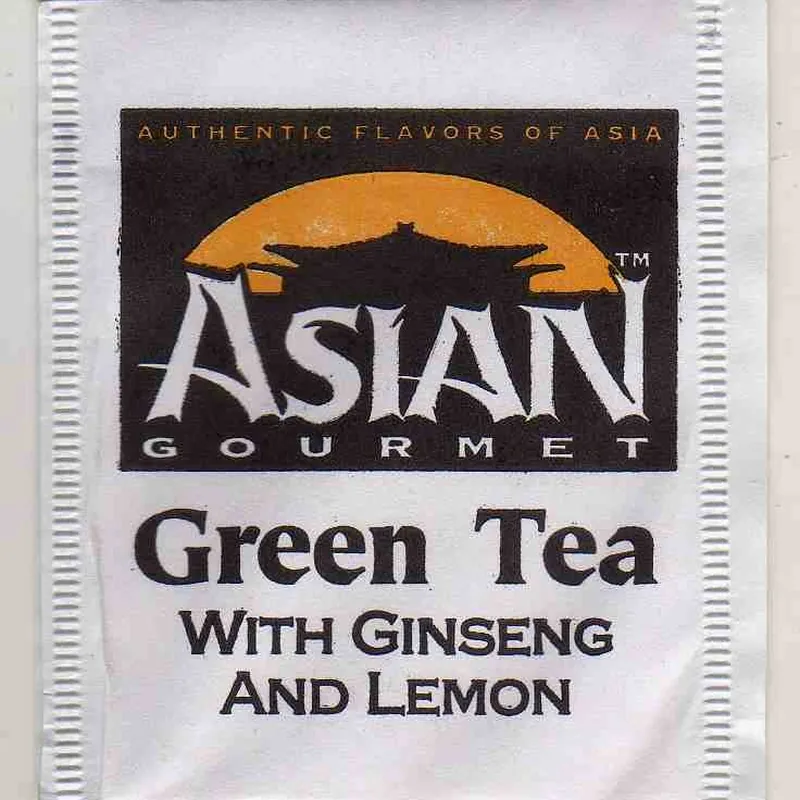 AUTHENTIC FLAVORS OF ASIA
ASIAN™
GOURMET
Green Tea
WITH GINSENG
AND LEMON